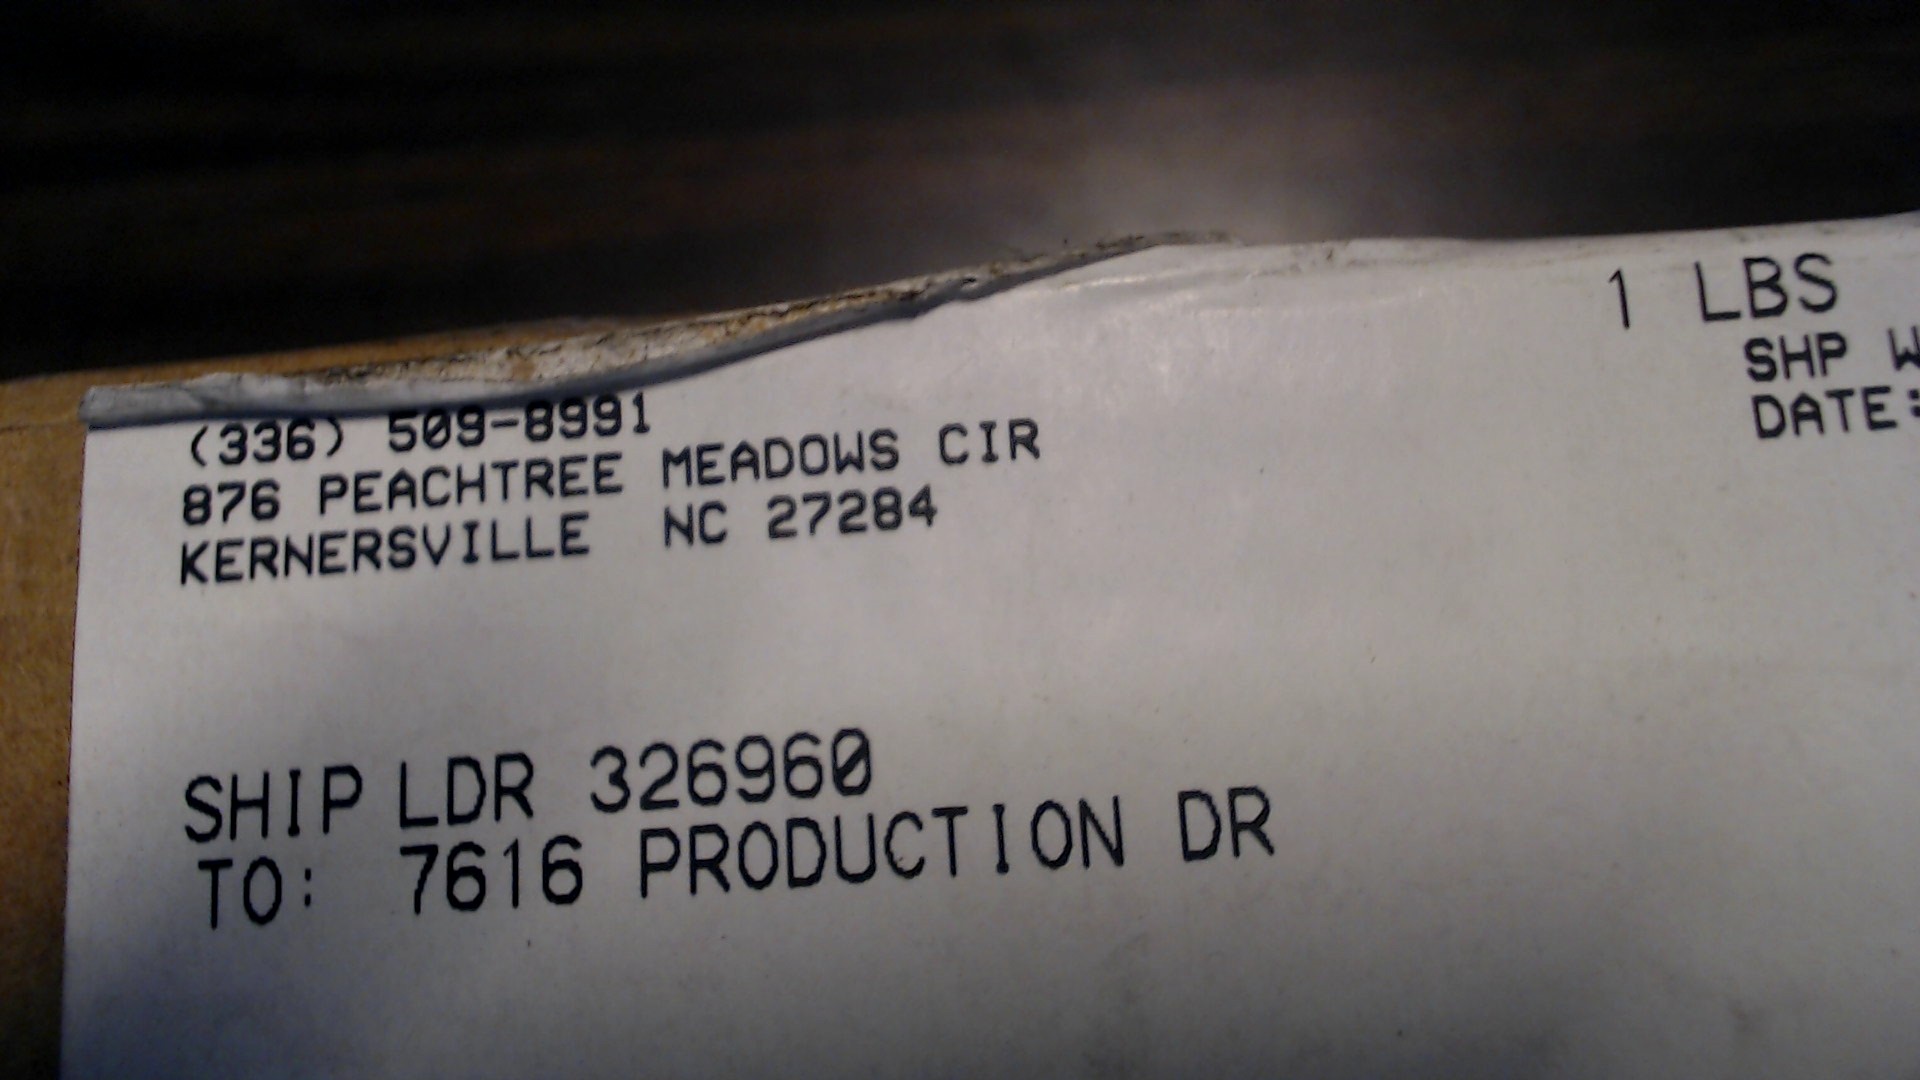 (336) 509-8991
876 PEACHTREE MEADOWS CIR
KERNERSVILLE NC 27284
1 LBS
SHP
DATE:
SHIP LDR 326960
TO: 7616 PRODUCTION DR